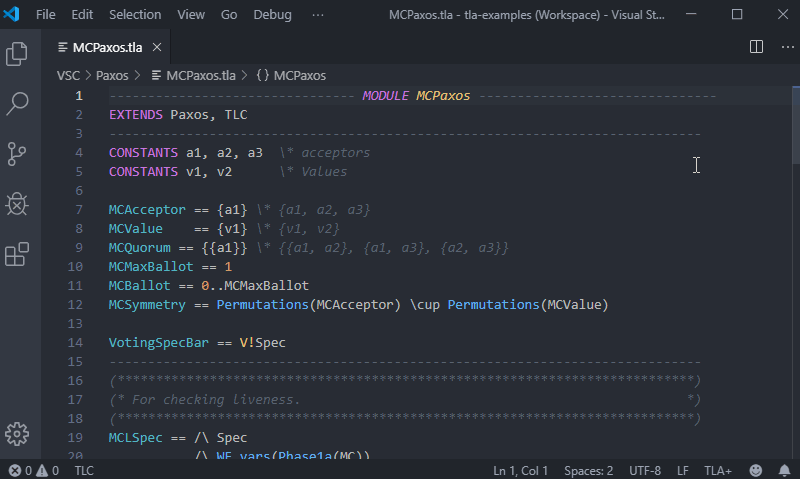 File Edit Selection View Go Debug ··· MCPaxos.tla - tla-examples (Workspace) - Visual St...
MCPaxos.tla
VSC > Paxos > MCPaxos.tla > {} MCPaxos
1 -------------------------------- MODULE MCPaxos -------------------------------
2 EXTENDS Paxos, TLC
3 -----------------------------------------------------------------------------
4 CONSTANTS a1, a2, a3  \* acceptors
5 CONSTANTS v1, v2      \* Values
6
7 MCAcceptor == {a1} \* {a1, a2, a3}
8 MCValue    == {v1} \* {v1, v2}
9 MCQuorum == {{a1}} \* {{a1, a2}, {a1, a3}, {a2, a3}}
10 MCMaxBallot == 1
11 MCBallot == 0..MCMaxBallot
12 MCSymmetry == Permutations(MCAcceptor) \cup Permutations(MCValue)
13
14 VotingSpecBar == V!Spec
15 -----------------------------------------------------------------------------
16 (***************************************************************************)
17 (* For checking liveness.                                                  *)
18 (***************************************************************************)
19 MCLSpec == /\ Spec
20            /\ WF_vars(Phase1a(MC))
0 0 TLC Ln 1, Col 1 Spaces: 2 UTF-8 LF TLA+